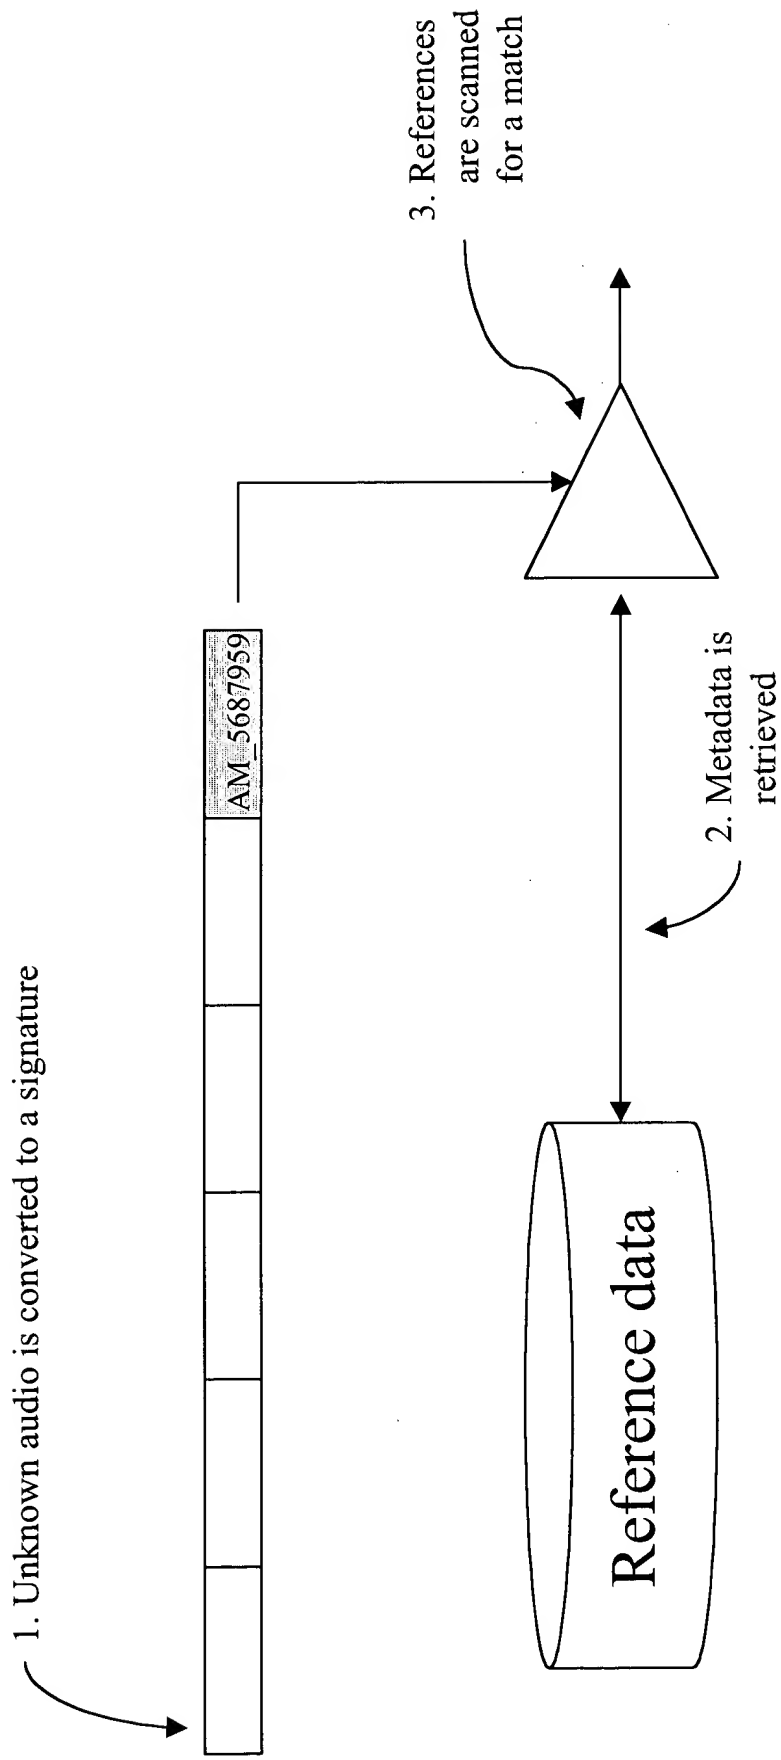 1. Unknown audio is converted to a signature
AM_5687959
3. References
are scanned
for a match
2. Metadata is
retrieved
Reference data